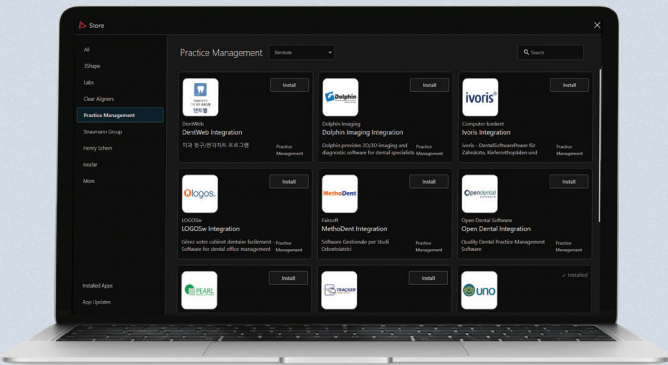 Store
All
3Shape
Labs
Clear Aligners
Practice Management
Straumann Group
Henry Schein
Ivoclar
More
Installed Apps
App Updates
Practice Management
Services
Search
덴트웹
Install
DentWeb
DentWeb Integration
치과 청구/전자차트 프로그램
Practice
Management
Dolphin
Install
Dolphin Imaging
Dolphin Imaging Integration
Dolphin provides 2D/3D imaging and
diagnostic software for dental specialists
Practice
Management
ivoris®
Install
Computer konkret
Ivoris Integration
ivoris - DentalSoftwarePower für
Zahnärzte, Kieferorthopäden und
Practice
Management
logos.
Install
LOGOSw
LOGOSw Integration
Gérez votre cabinet dentaire facilement -
Software for dental office management
Practice
Management
MethoDent
Install
Faircoft
MethoDent Integration
Software Gestionale per Studi
Odontoiatrici
Practice
Management
Opendental
software
Install
Open Dental Software
Open Dental Integration
Quality Dental Practice Management
Software
Practice
Management
PEARL
Install
TRACKER
Install
uno
✓ Installed